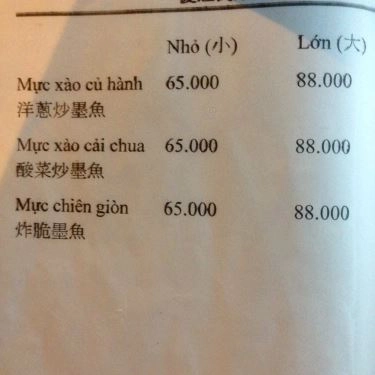 Nhỏ (小) Lớn (大)
Mực xào củ hành 65.000 88.000
洋蔥炒墨魚
Mực xào cải chua 65.000 88.000
酸菜炒墨魚
Mực chiên giòn 65.000 88.000
炸脆墨魚